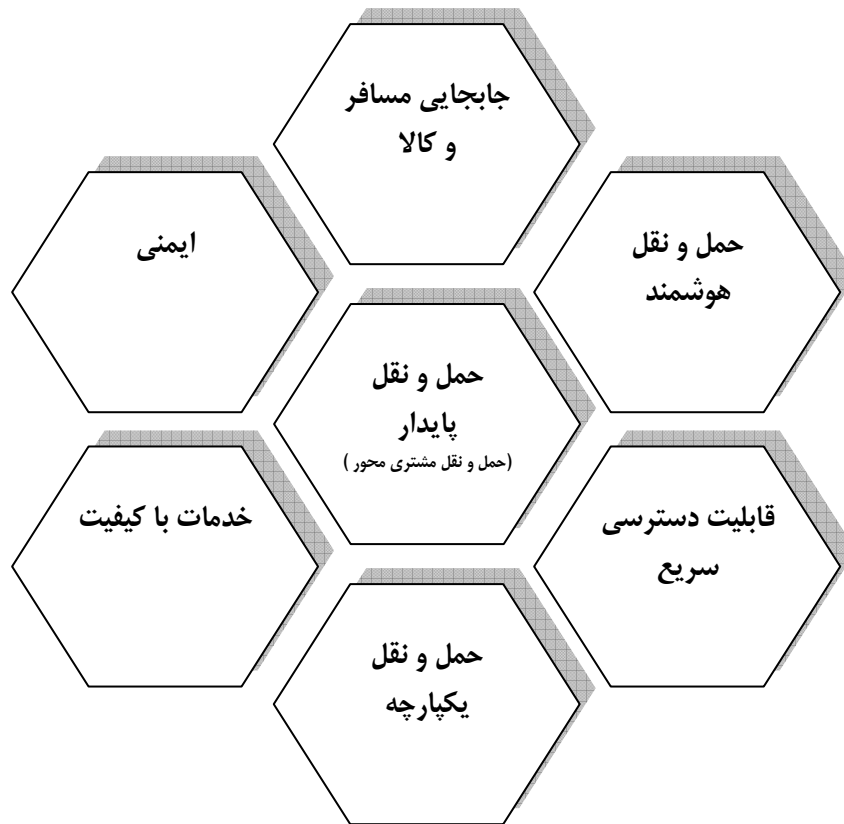 جابجایی مسافر
و کالا
حمل و نقل
هوشمند
ایمنی
حمل و نقل
پایدار
(حمل و نقل مشتری محور )
قابلیت دسترسی
سریع
خدمات با کیفیت
حمل و نقل
یکپارچه